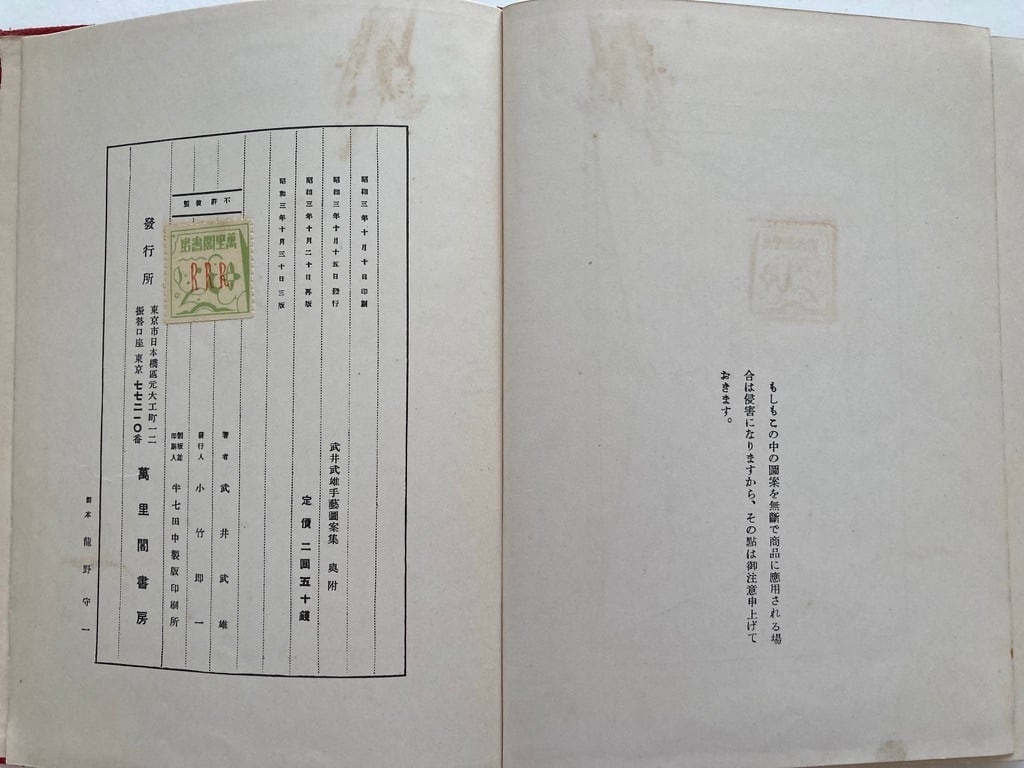 もしもこの中の圖案を無斷で商品に應用される場
合は侵害になりますから、その點は御注意申上げて
おきます。
昭和三年十月十日印刷
昭和三年十月十五日發行
昭和三年十月二十日再版
昭和三年十月三十日三版
武井武雄手藝圖案集 奥附
定價 二圓五十錢
不許複製
萬里閣書房
RRR
著者 武井武雄
發行人 小竹即一
製版並印刷人 半七田中製版印刷所
發行所
東京市日本橋區元大工町一二
振替口座東京七七二一〇番
萬里閣書房
製本 龍野守一